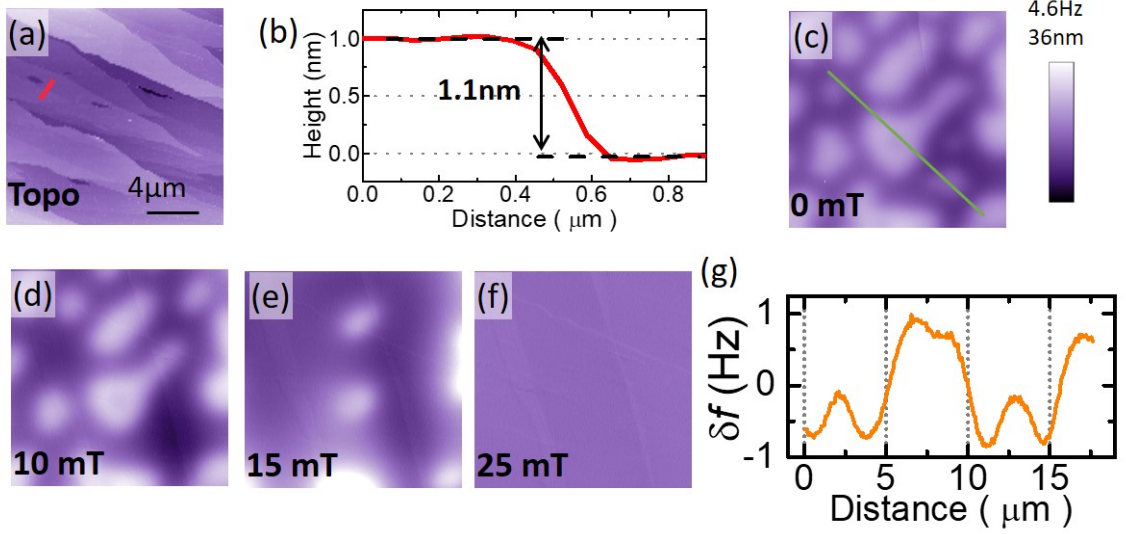 (a)
Topo
4μm
(b)
Height (nm)
1.0
0.5
0.0
1.1nm
0.0 0.2 0.4 0.6 0.8
Distance ( μm)
(c)
0 mT
4.6Hz
36nm
(d)
10 mT
(e)
15 mT
(f)
25 mT
(g)
δf (Hz)
1
0
-1
0 5 10 15
Distance ( μm)